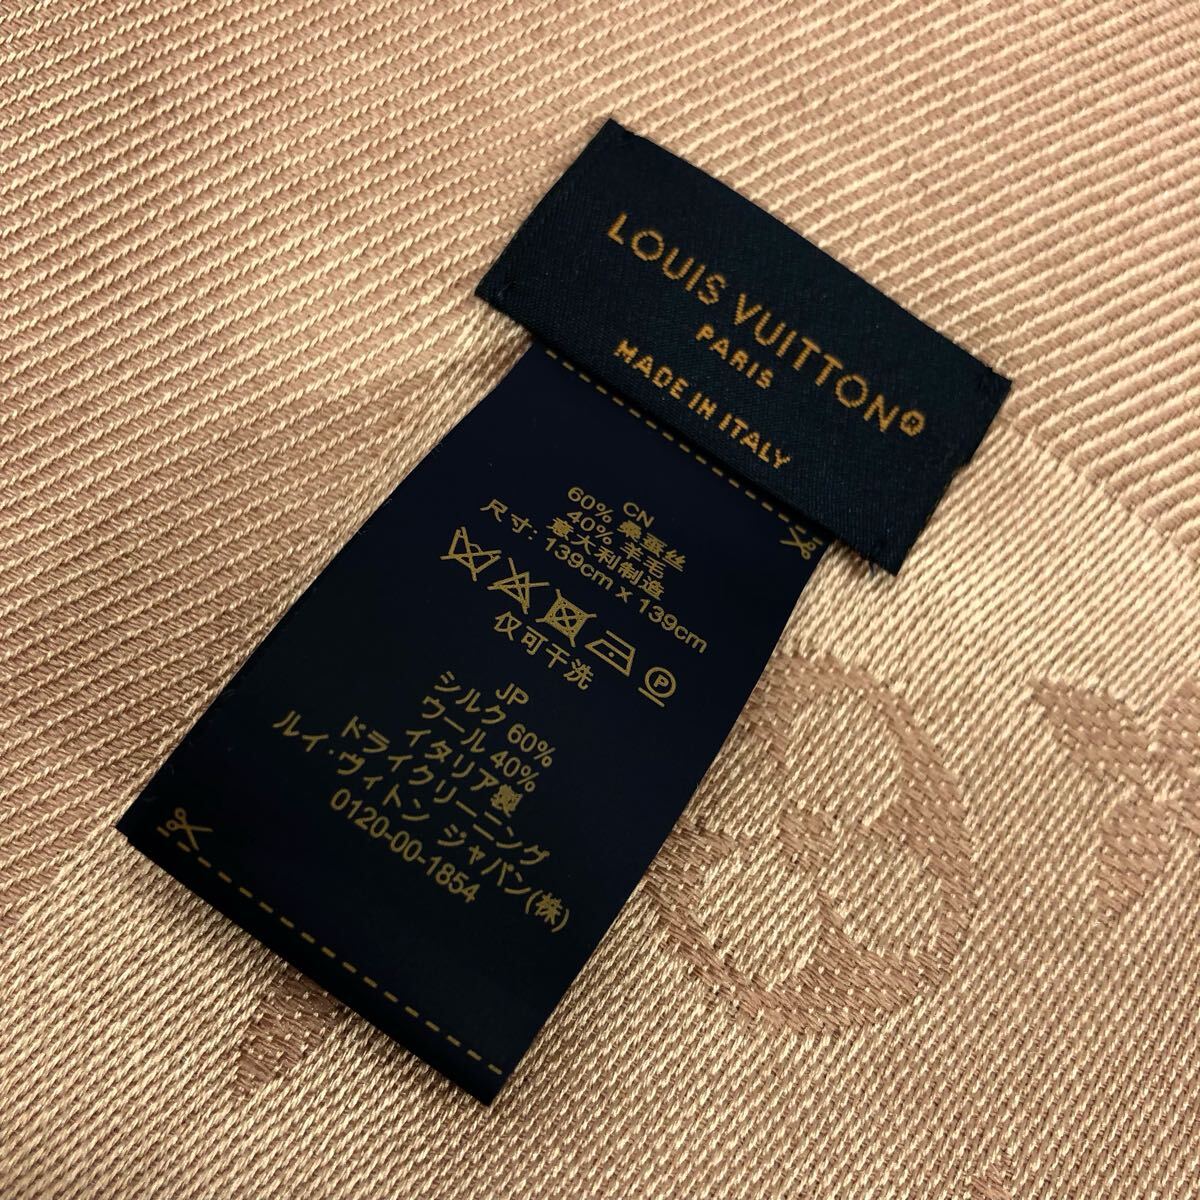 LOUIS VUITTON®
PARIS
MADE IN ITALY
CN
60% 桑蚕丝
40% 羊毛
意大利制造
尺寸: 139cm x 139cm
P
仅可干洗
JP
シルク 60%
ウール 40%
イタリア製
ドライクリーニング
ルイ・ヴィトン ジャパン(株)
0120-00-1854